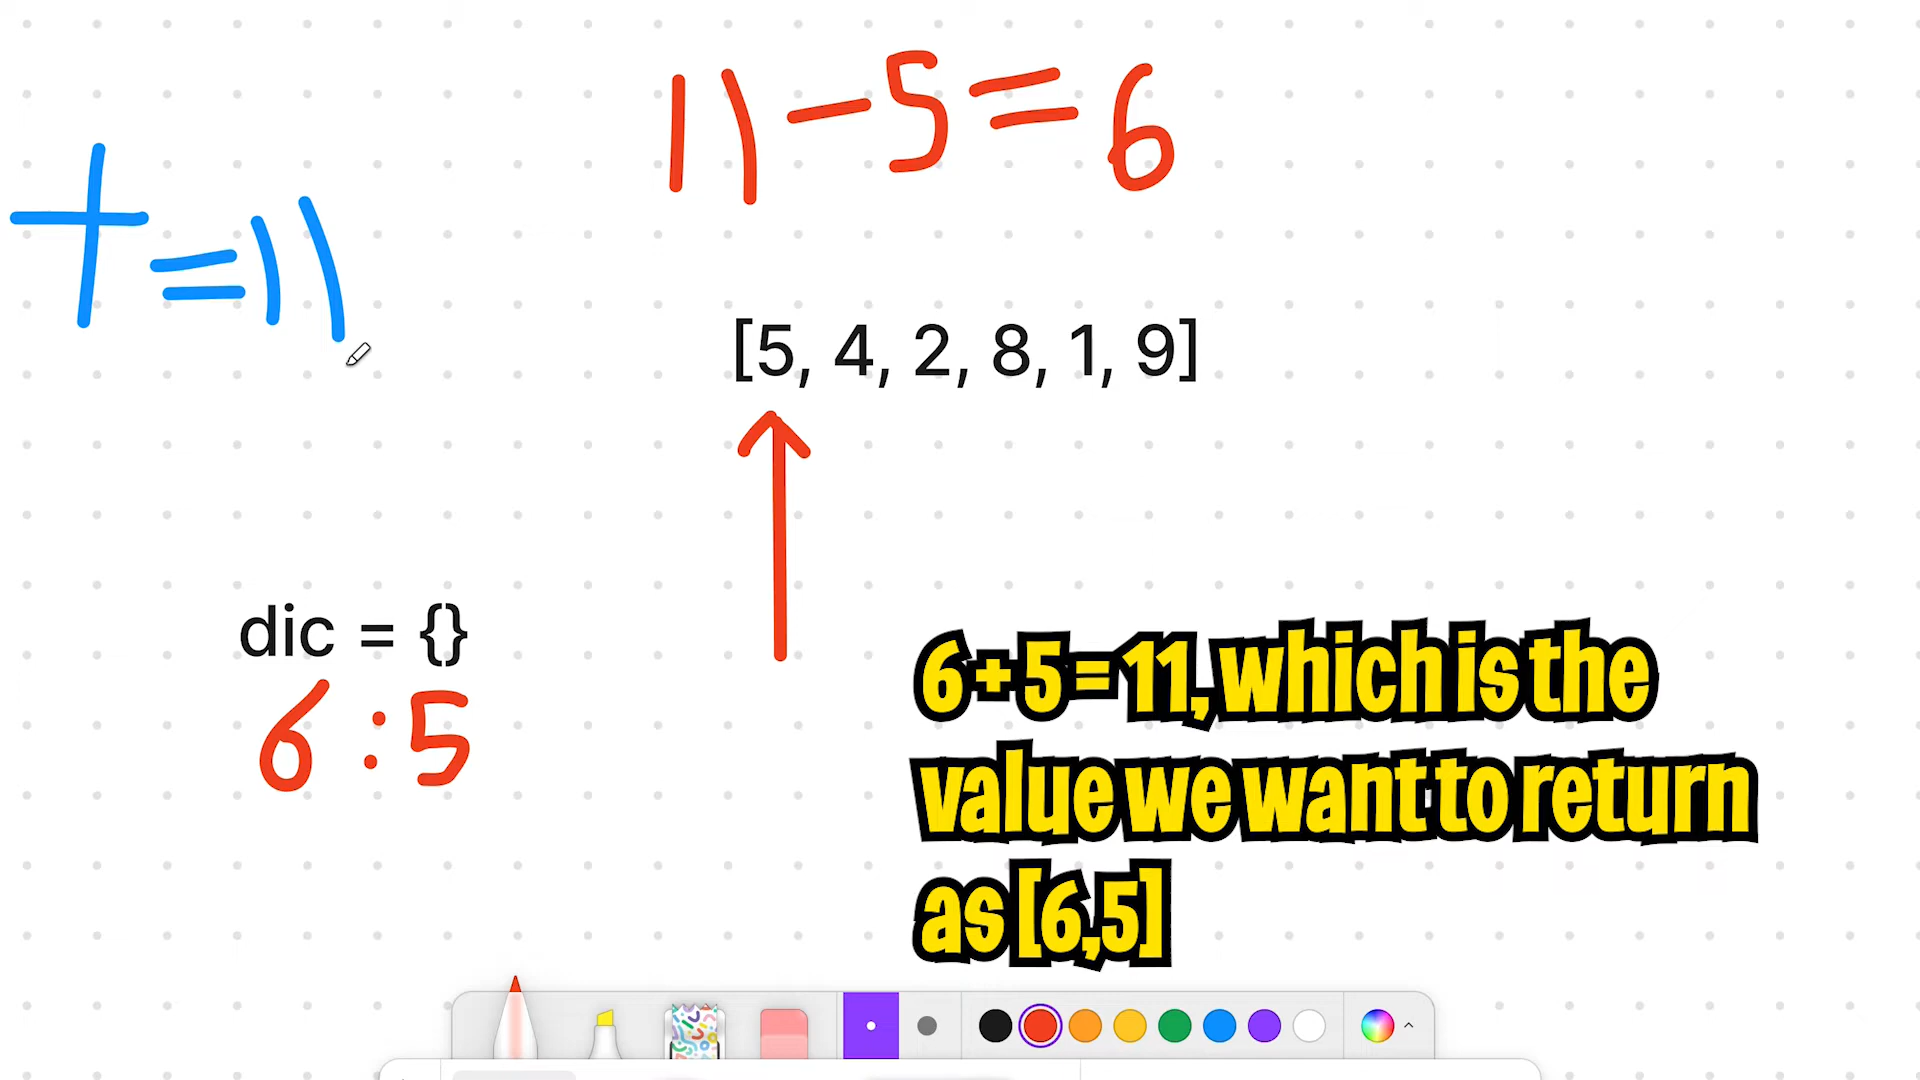 11-5=6
t=11
[5, 4, 2, 8, 1, 9]
dic = {}
6:5
6+5=11, which is the
value we want to return
as [6,5]